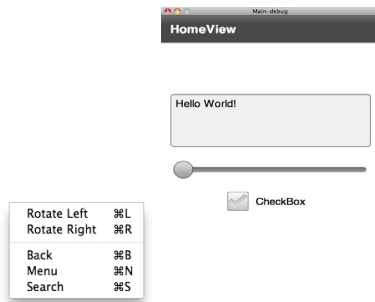 Main-debug
HomeView
Hello World!
CheckBox
Rotate Left ⌘L
Rotate Right ⌘R
Back ⌘B
Menu ⌘N
Search ⌘S